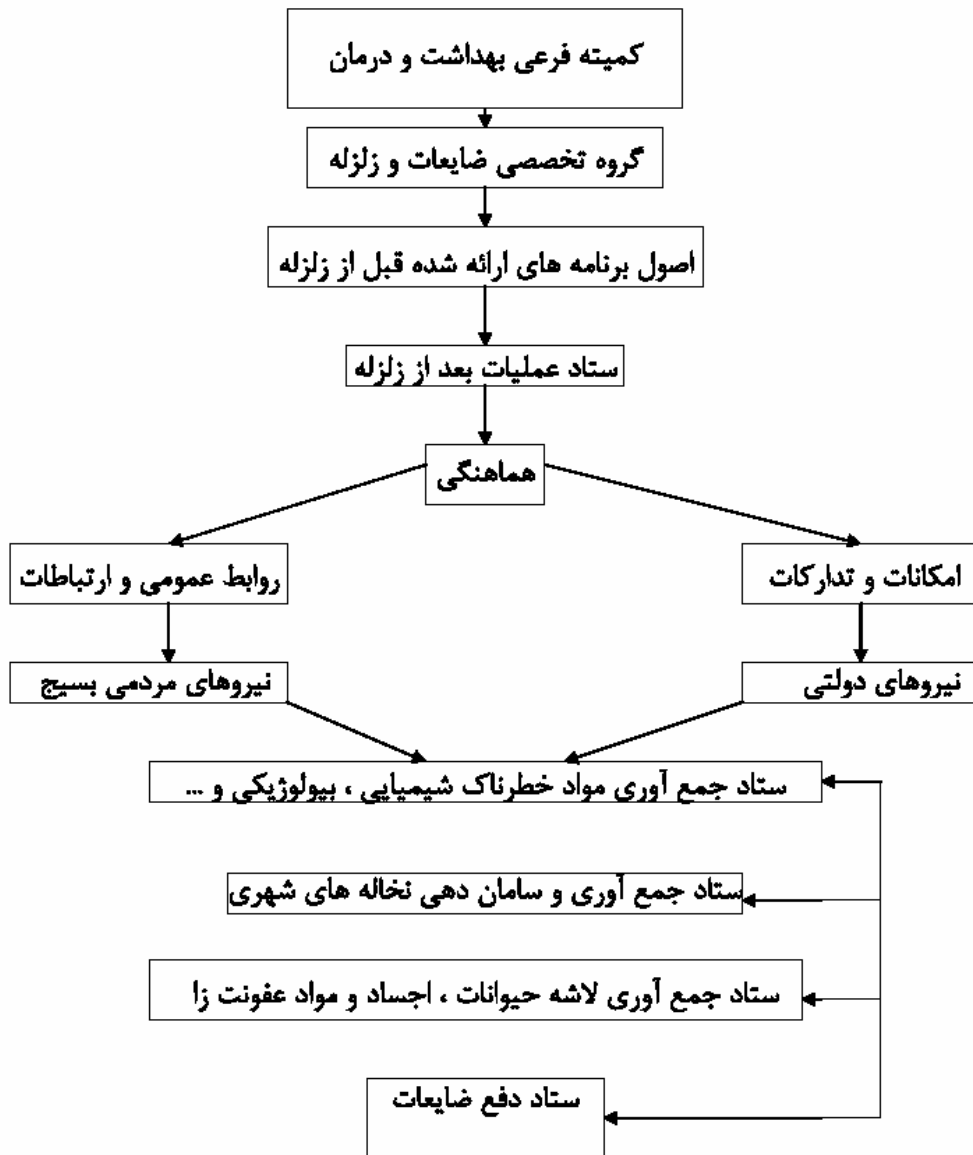 کمیته فرعی بهداشت و درمان
گروه تخصصی ضایعات و زلزله
اصول برنامه های ارائه شده قبل از زلزله
ستاد عملیات بعد از زلزله
هماهنگی
امکانات و تدارکات
روابط عمومی و ارتباطات
نیروهای دولتی
نیروهای مردمی بسیج
ستاد جمع آوری مواد خطرناک شیمیایی ، بیولوژیکی و ...
ستاد جمع آوری و سامان دهی نخاله های شهری
ستاد جمع آوری لاشه حیوانات ، اجساد و مواد عفونت زا
ستاد دفع ضایعات